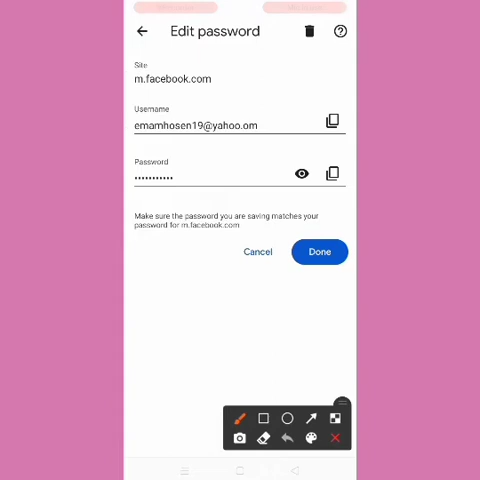 Edit password
Site
m.facebook.com
Username
emamhosen19@yahoo.om
Password
•••••••••••
Make sure the password you are saving matches your
password for m.facebook.com
Cancel
Done